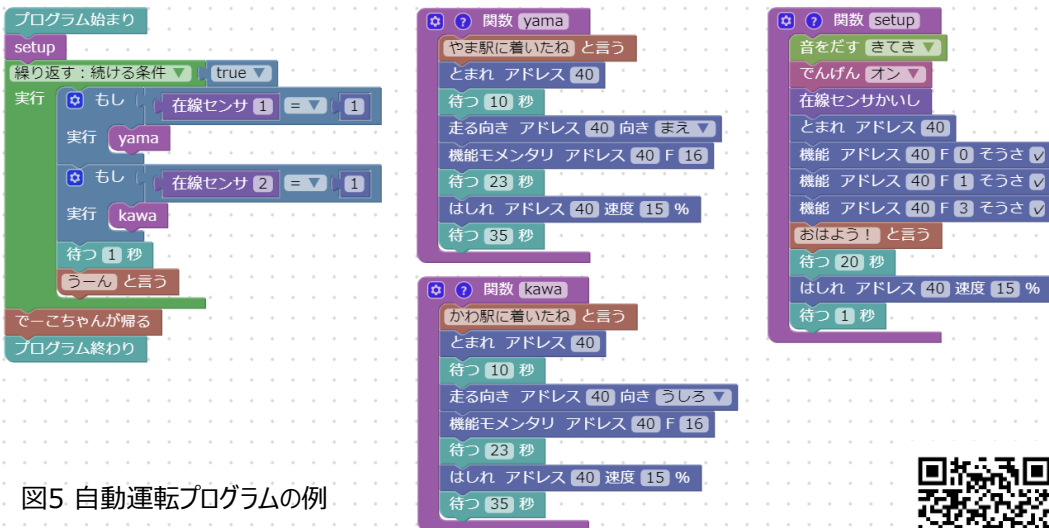 プログラム始まり
setup
繰り返す：続ける条件 ▼ true ▼
実行 もし 在線センサ 1 = ▼ 1
実行 yama
もし 在線センサ 2 = ▼ 1
実行 kawa
待つ 1 秒
うーん と言う
でーこちゃんが帰る
プログラム終わり
? 関数 yama
やま駅に着いたね と言う
とまれ アドレス 40
待つ 10 秒
走る向き アドレス 40 向き まえ ▼
機能モメンタリ アドレス 40 F 16
待つ 23 秒
はしれ アドレス 40 速度 15 %
待つ 35 秒
? 関数 kawa
かわ駅に着いたね と言う
とまれ アドレス 40
待つ 10 秒
走る向き アドレス 40 向き うしろ ▼
機能モメンタリ アドレス 40 F 16
待つ 23 秒
はしれ アドレス 40 速度 15 %
待つ 35 秒
? 関数 setup
音をだす きてき ▼
でんげん オン ▼
在線センサかいし
とまれ アドレス 40
機能 アドレス 40 F 0 そうさ ✓
機能 アドレス 40 F 1 そうさ ✓
機能 アドレス 40 F 3 そうさ ✓
おはよう！ と言う
待つ 20 秒
はしれ アドレス 40 速度 15 %
待つ 1 秒
図5 自動運転プログラムの例